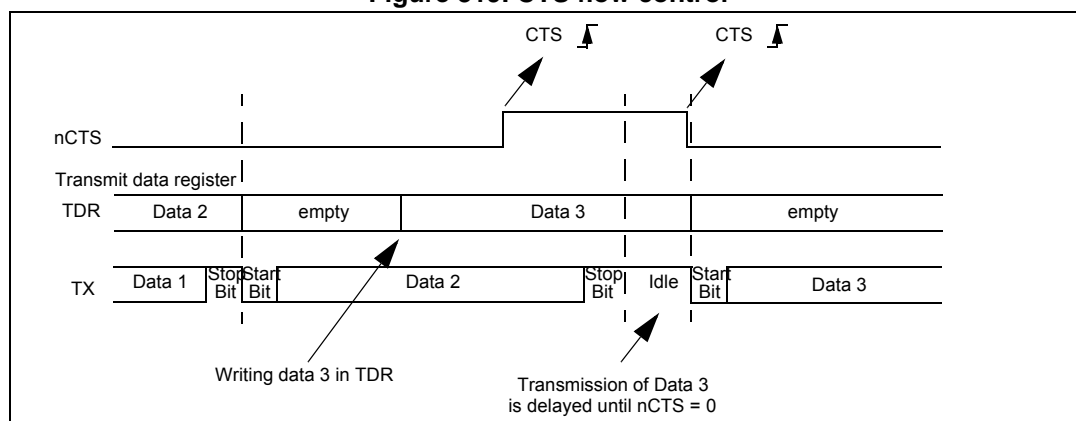 Figure 318. CTS flow control
CTS CTS
nCTS
Transmit data register
TDR Data 2 empty Data 3 empty
TX Data 1 Stop Bit Start Bit Data 2 Stop Bit Idle Start Bit Data 3
Writing data 3 in TDR
Transmission of Data 3
is delayed until nCTS = 0